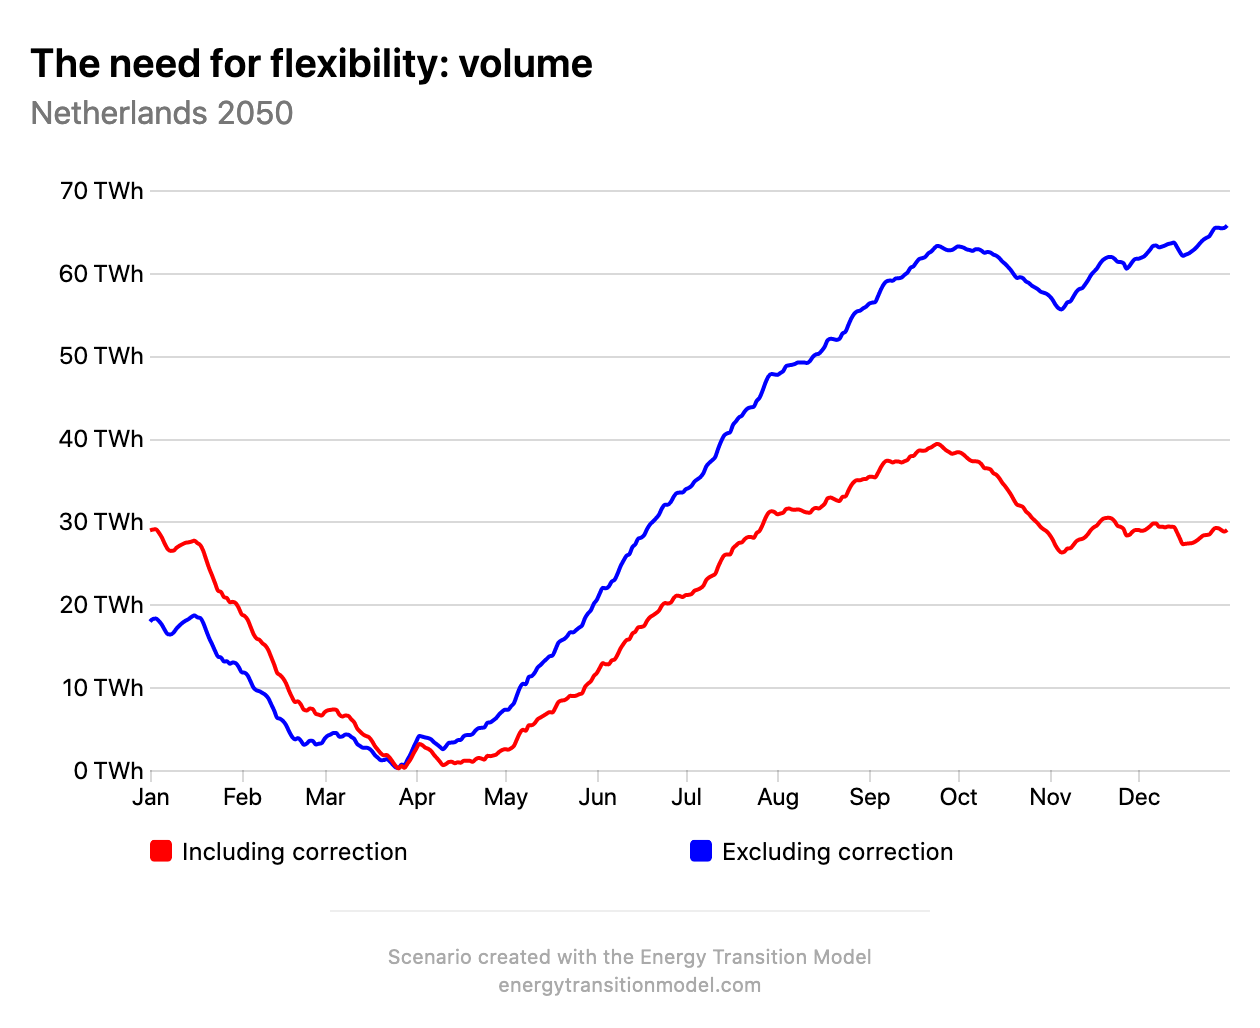 The need for flexibility: volume
Netherlands 2050
70 TWh
60 TWh
50 TWh
40 TWh
30 TWh
20 TWh
10 TWh
0 TWh
Jan Feb Mar Apr May Jun Jul Aug Sep Oct Nov Dec
Including correction Excluding correction
Scenario created with the Energy Transition Model
energytransitionmodel.com